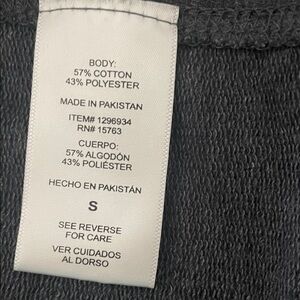 BODY:
57% COTTON
43% POLYESTER
MADE IN PAKISTAN
ITEM# 1296934
RN# 15763
CUERPO:
57% ALGODÓN
43% POLIÉSTER
HECHO EN PAKISTÁN
S
SEE REVERSE
FOR CARE
VER CUIDADOS
AL DORSO